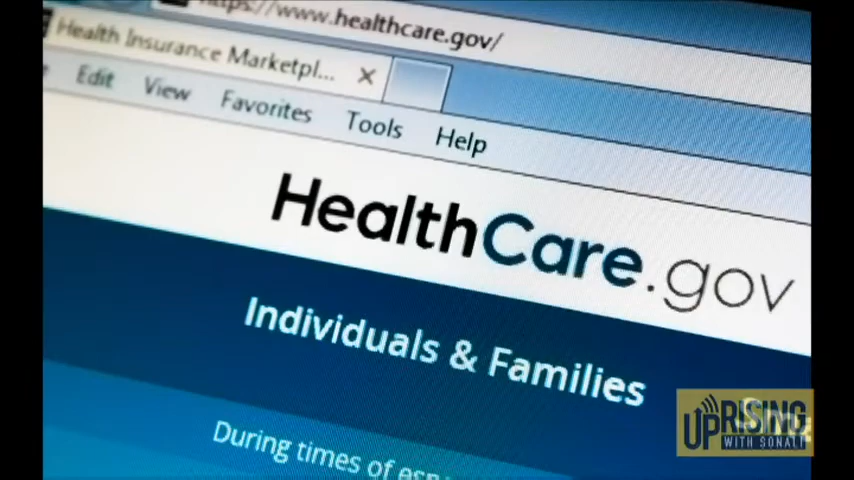 https://www.healthcare.gov/
Health Insurance Marketpl...
Edit View Favorites Tools Help
HealthCare.gov
Individuals & Families
During times of
UPRISING
WITH SONALI